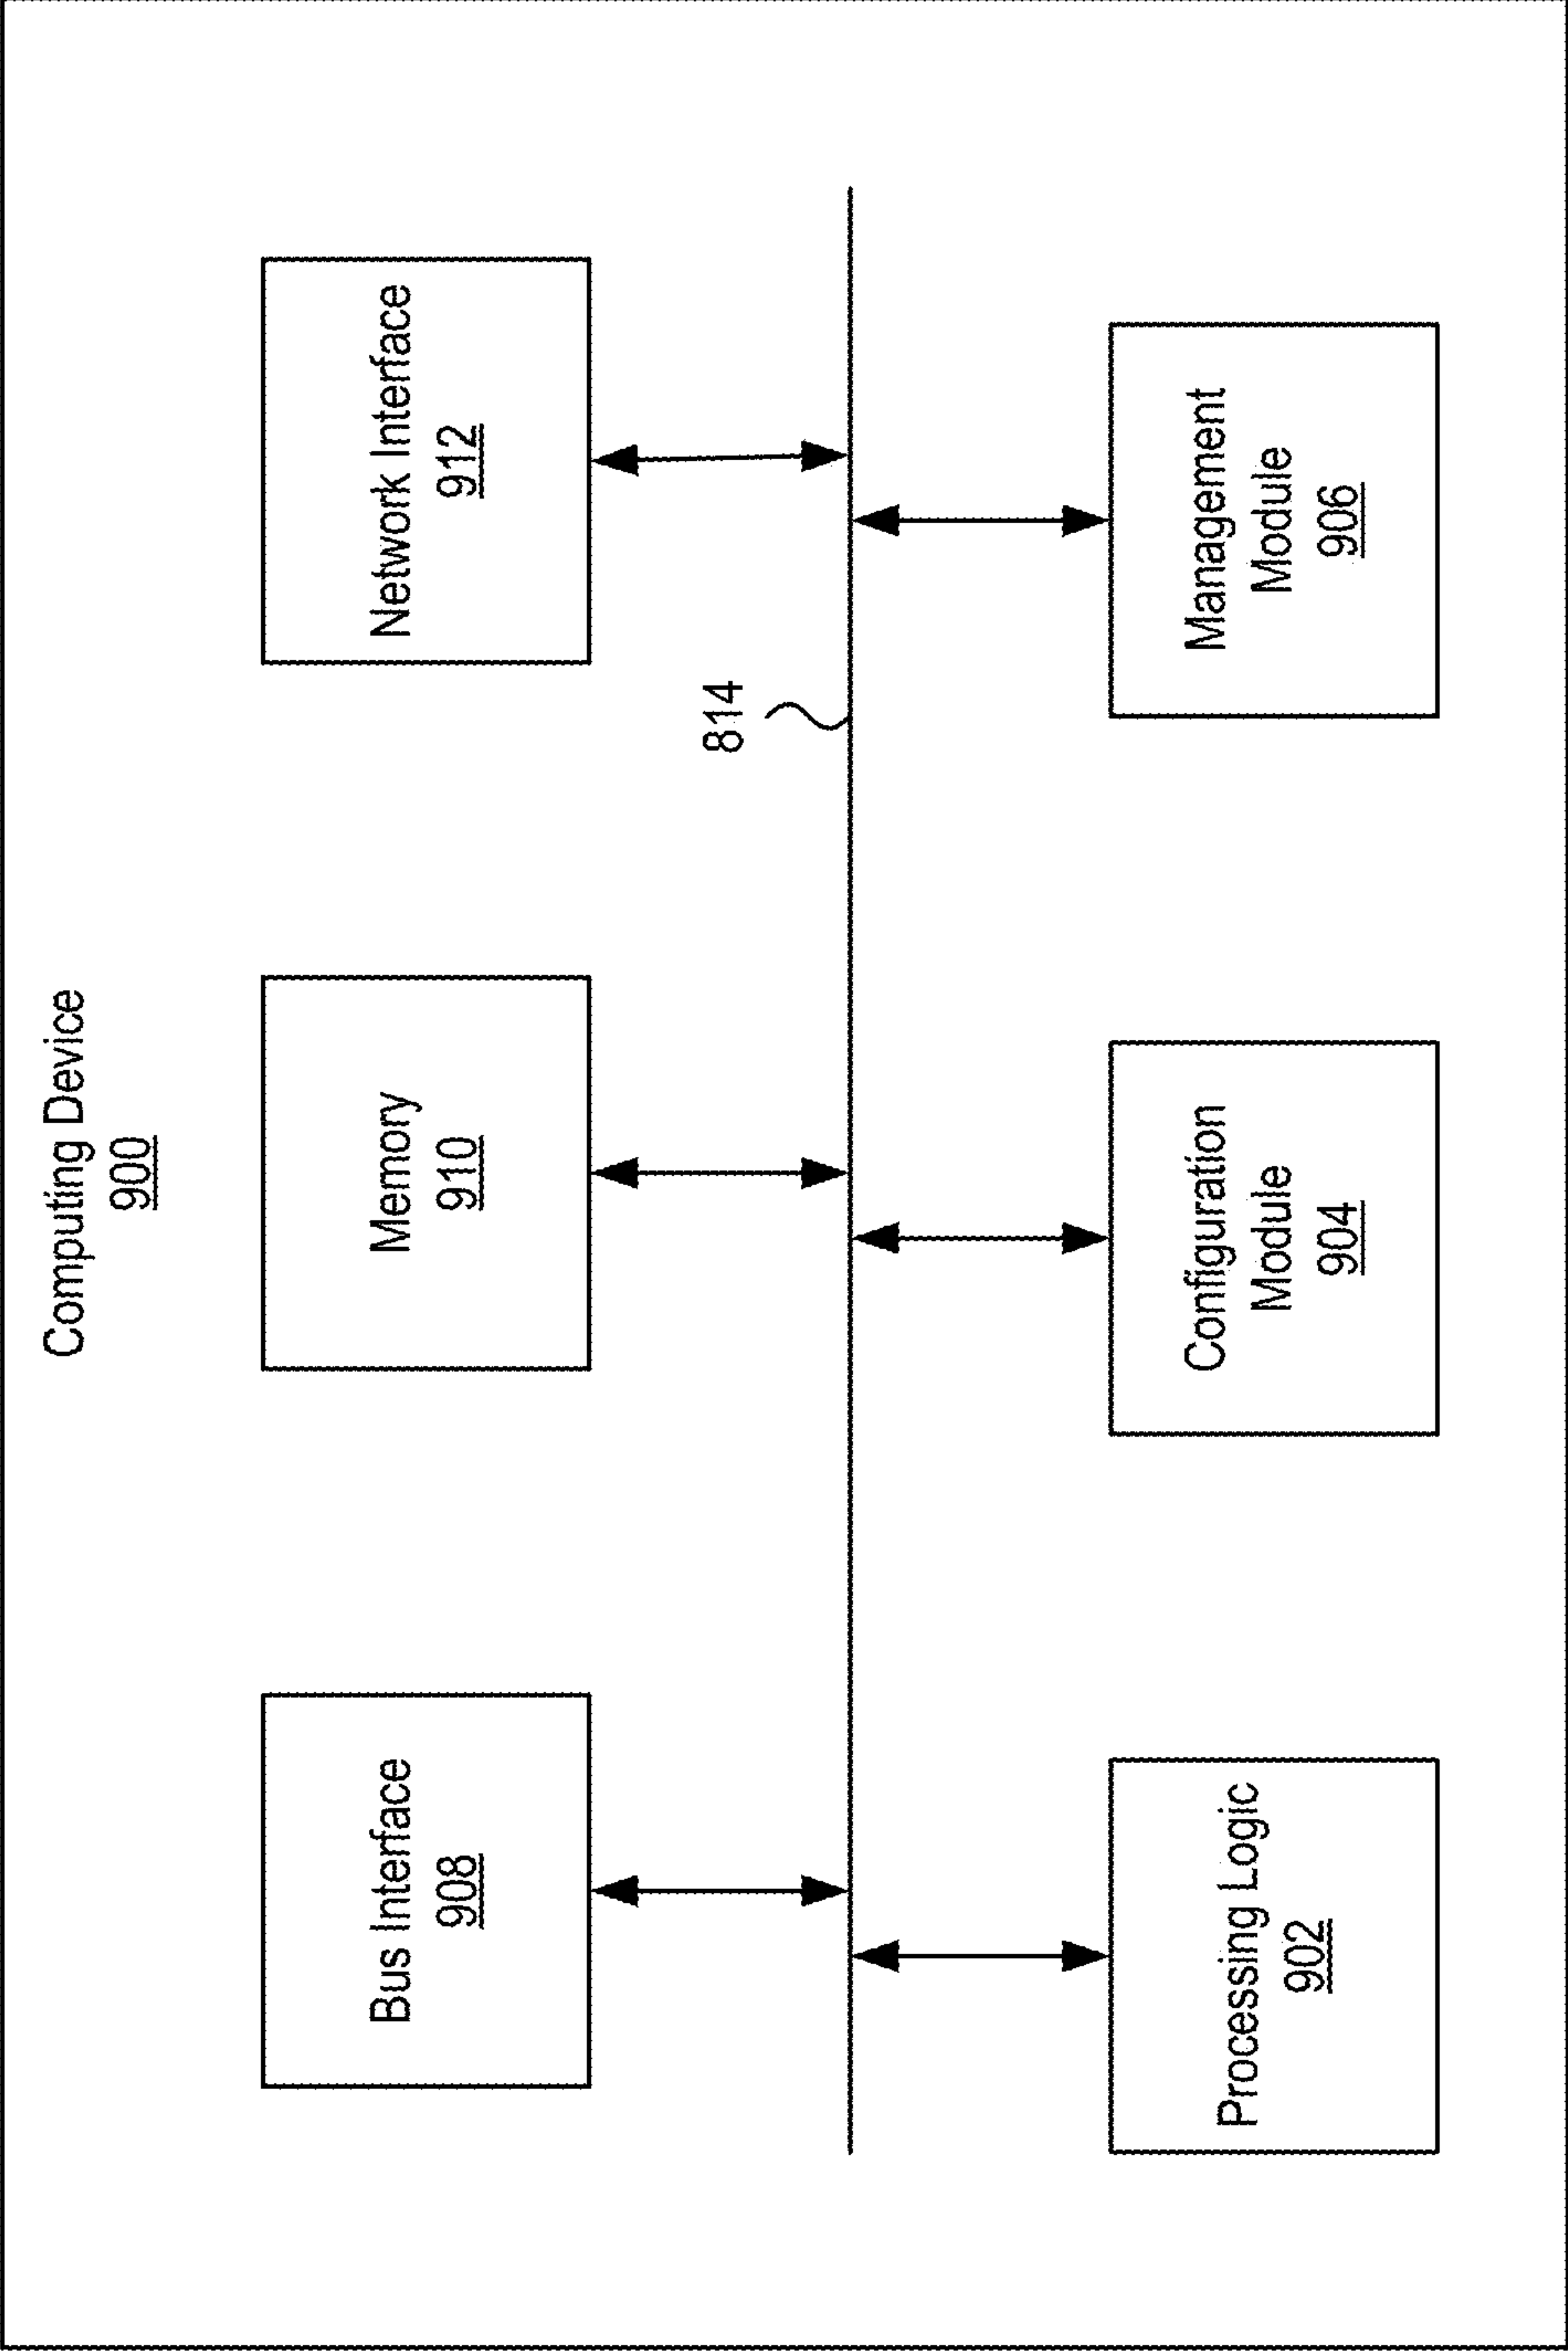 Computing Device
900
Bus Interface
908
Memory
910
Network Interface
912
814
Processing Logic
902
Configuration
Module
904
Management
Module
906